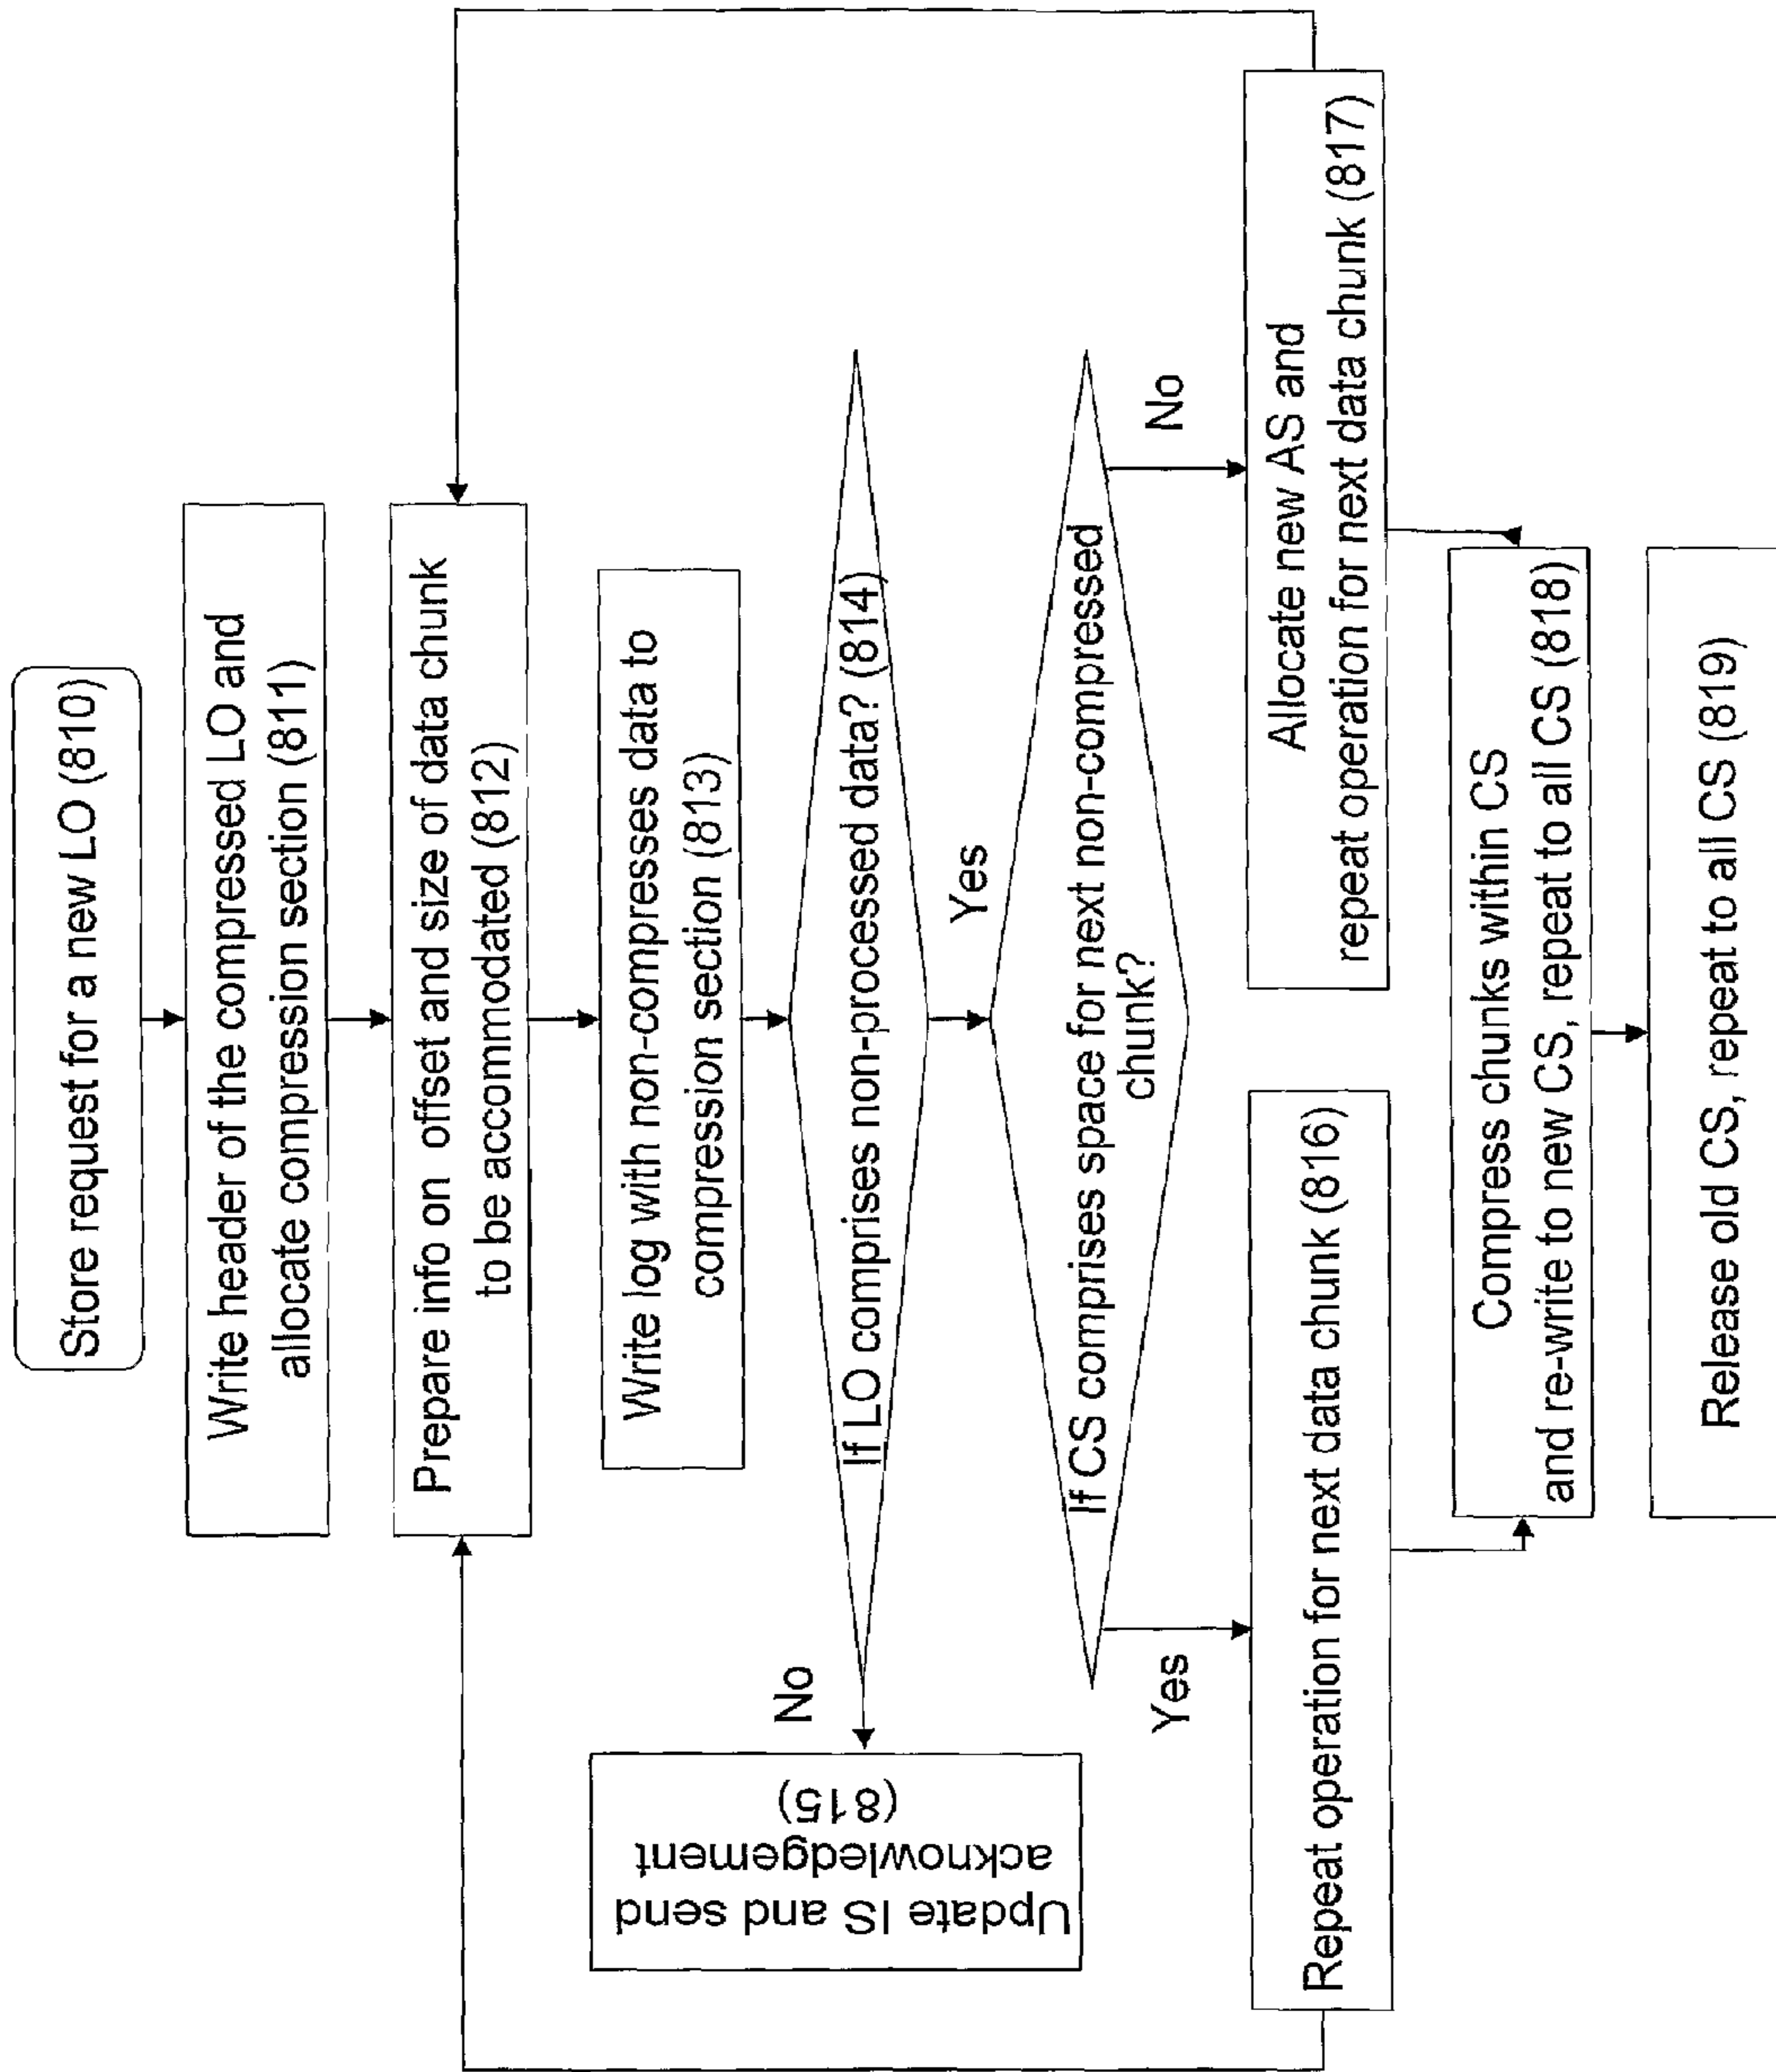 Store request for a new LO (810)
Write header of the compressed LO and
allocate compression section (811)
Prepare info on offset and size of data chunk
to be accommodated (812)
Write log with non-compresses data to
compression section (813)
If LO comprises non-processed data? (814)
No
Update IS and send
acknowledgement
(815)
Yes
If CS comprises space for next non-compressed
chunk?
Yes
No
Repeat operation for next data chunk (816)
Allocate new AS and
repeat operation for next data chunk (817)
Compress chunks within CS
and re-write to new CS, repeat to all CS (818)
Release old CS, repeat to all CS (819)